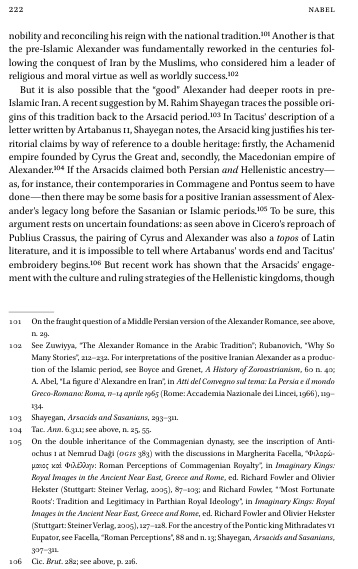 222 NABEL
nobility and reconciling his reign with the national tradition.101 Another is that
the pre-Islamic Alexander was fundamentally reworked in the centuries fol-
lowing the conquest of Iran by the Muslims, who considered him a leader of
religious and moral virtue as well as worldly success.102
But it is also possible that the “good” Alexander had deeper roots in pre-
Islamic Iran. A recent suggestion by M. Rahim Shayegan traces the possible ori-
gins of this tradition back to the Arsacid period.103 In Tacitus’ description of a
letter written by Artabanus II, Shayegan notes, the Arsacid king justifies his ter-
ritorial claims by way of reference to a double heritage: firstly, the Achamenid
empire founded by Cyrus the Great and, secondly, the Macedonian empire of
Alexander.104 If the Arsacids claimed both Persian and Hellenistic ancestry—
as, for instance, their contemporaries in Commagene and Pontus seem to have
done—then there may be some basis for a positive Iranian assessment of Alex-
ander’s legacy long before the Sasanian or Islamic periods.105 To be sure, this
argument rests on uncertain foundations: as seen above in Cicero’s reproach of
Publius Crassus, the pairing of Cyrus and Alexander was also a topos of Latin
literature, and it is impossible to tell where Artabanus’ words end and Tacitus’
embroidery begins.106 But recent work has shown that the Arsacids’ engage-
ment with the culture and ruling strategies of the Hellenistic kingdoms, though
101 On the fraught question of a Middle Persian version of the Alexander Romance, see above,
n. 29.
102 See Zuwiyya, “The Alexander Romance in the Arabic Tradition”; Rubanovich, “Why So
Many Stories”, 212–232. For interpretations of the positive Iranian Alexander as a produc-
tion of the Islamic period, see Boyce and Grenet, A History of Zoroastrianism, 60 n. 40;
A. Abel, “La figure d’Alexandre en Iran”, in Atti del Convegno sul tema: La Persia e il mondo
Greco-Romano: Roma, 11–14 aprile 1965 (Rome: Accademia Nazionale dei Lincei, 1966), 119–
134.
103 Shayegan, Arsacids and Sasanians, 293–311.
104 Tac. Ann. 6.31.1; see above, n. 25, 55.
105 On the double inheritance of the Commagenian dynasty, see the inscription of Anti-
ochus I at Nemrud Daği (OGIS 383) with the discussions in Margherita Facella, “Φιλορώ-
μαιος καὶ Φιλέλλην: Roman Perceptions of Commagenian Royalty”, in Imaginary Kings:
Royal Images in the Ancient Near East, Greece and Rome, ed. Richard Fowler and Olivier
Hekster (Stuttgart: Steiner Verlag, 2005), 87–103; and Richard Fowler, “‘Most Fortunate
Roots’: Tradition and Legitimacy in Parthian Royal Ideology”, in Imaginary Kings: Royal
Images in the Ancient Near East, Greece and Rome, ed. Richard Fowler and Olivier Hekster
(Stuttgart: Steiner Verlag, 2005), 127–128. For the ancestry of the Pontic king Mithradates VI
Eupator, see Facella, “Roman Perceptions”, 88 and n. 13; Shayegan, Arsacids and Sasanians,
307–311.
106 Cic. Brut. 282; see above, p. 216.